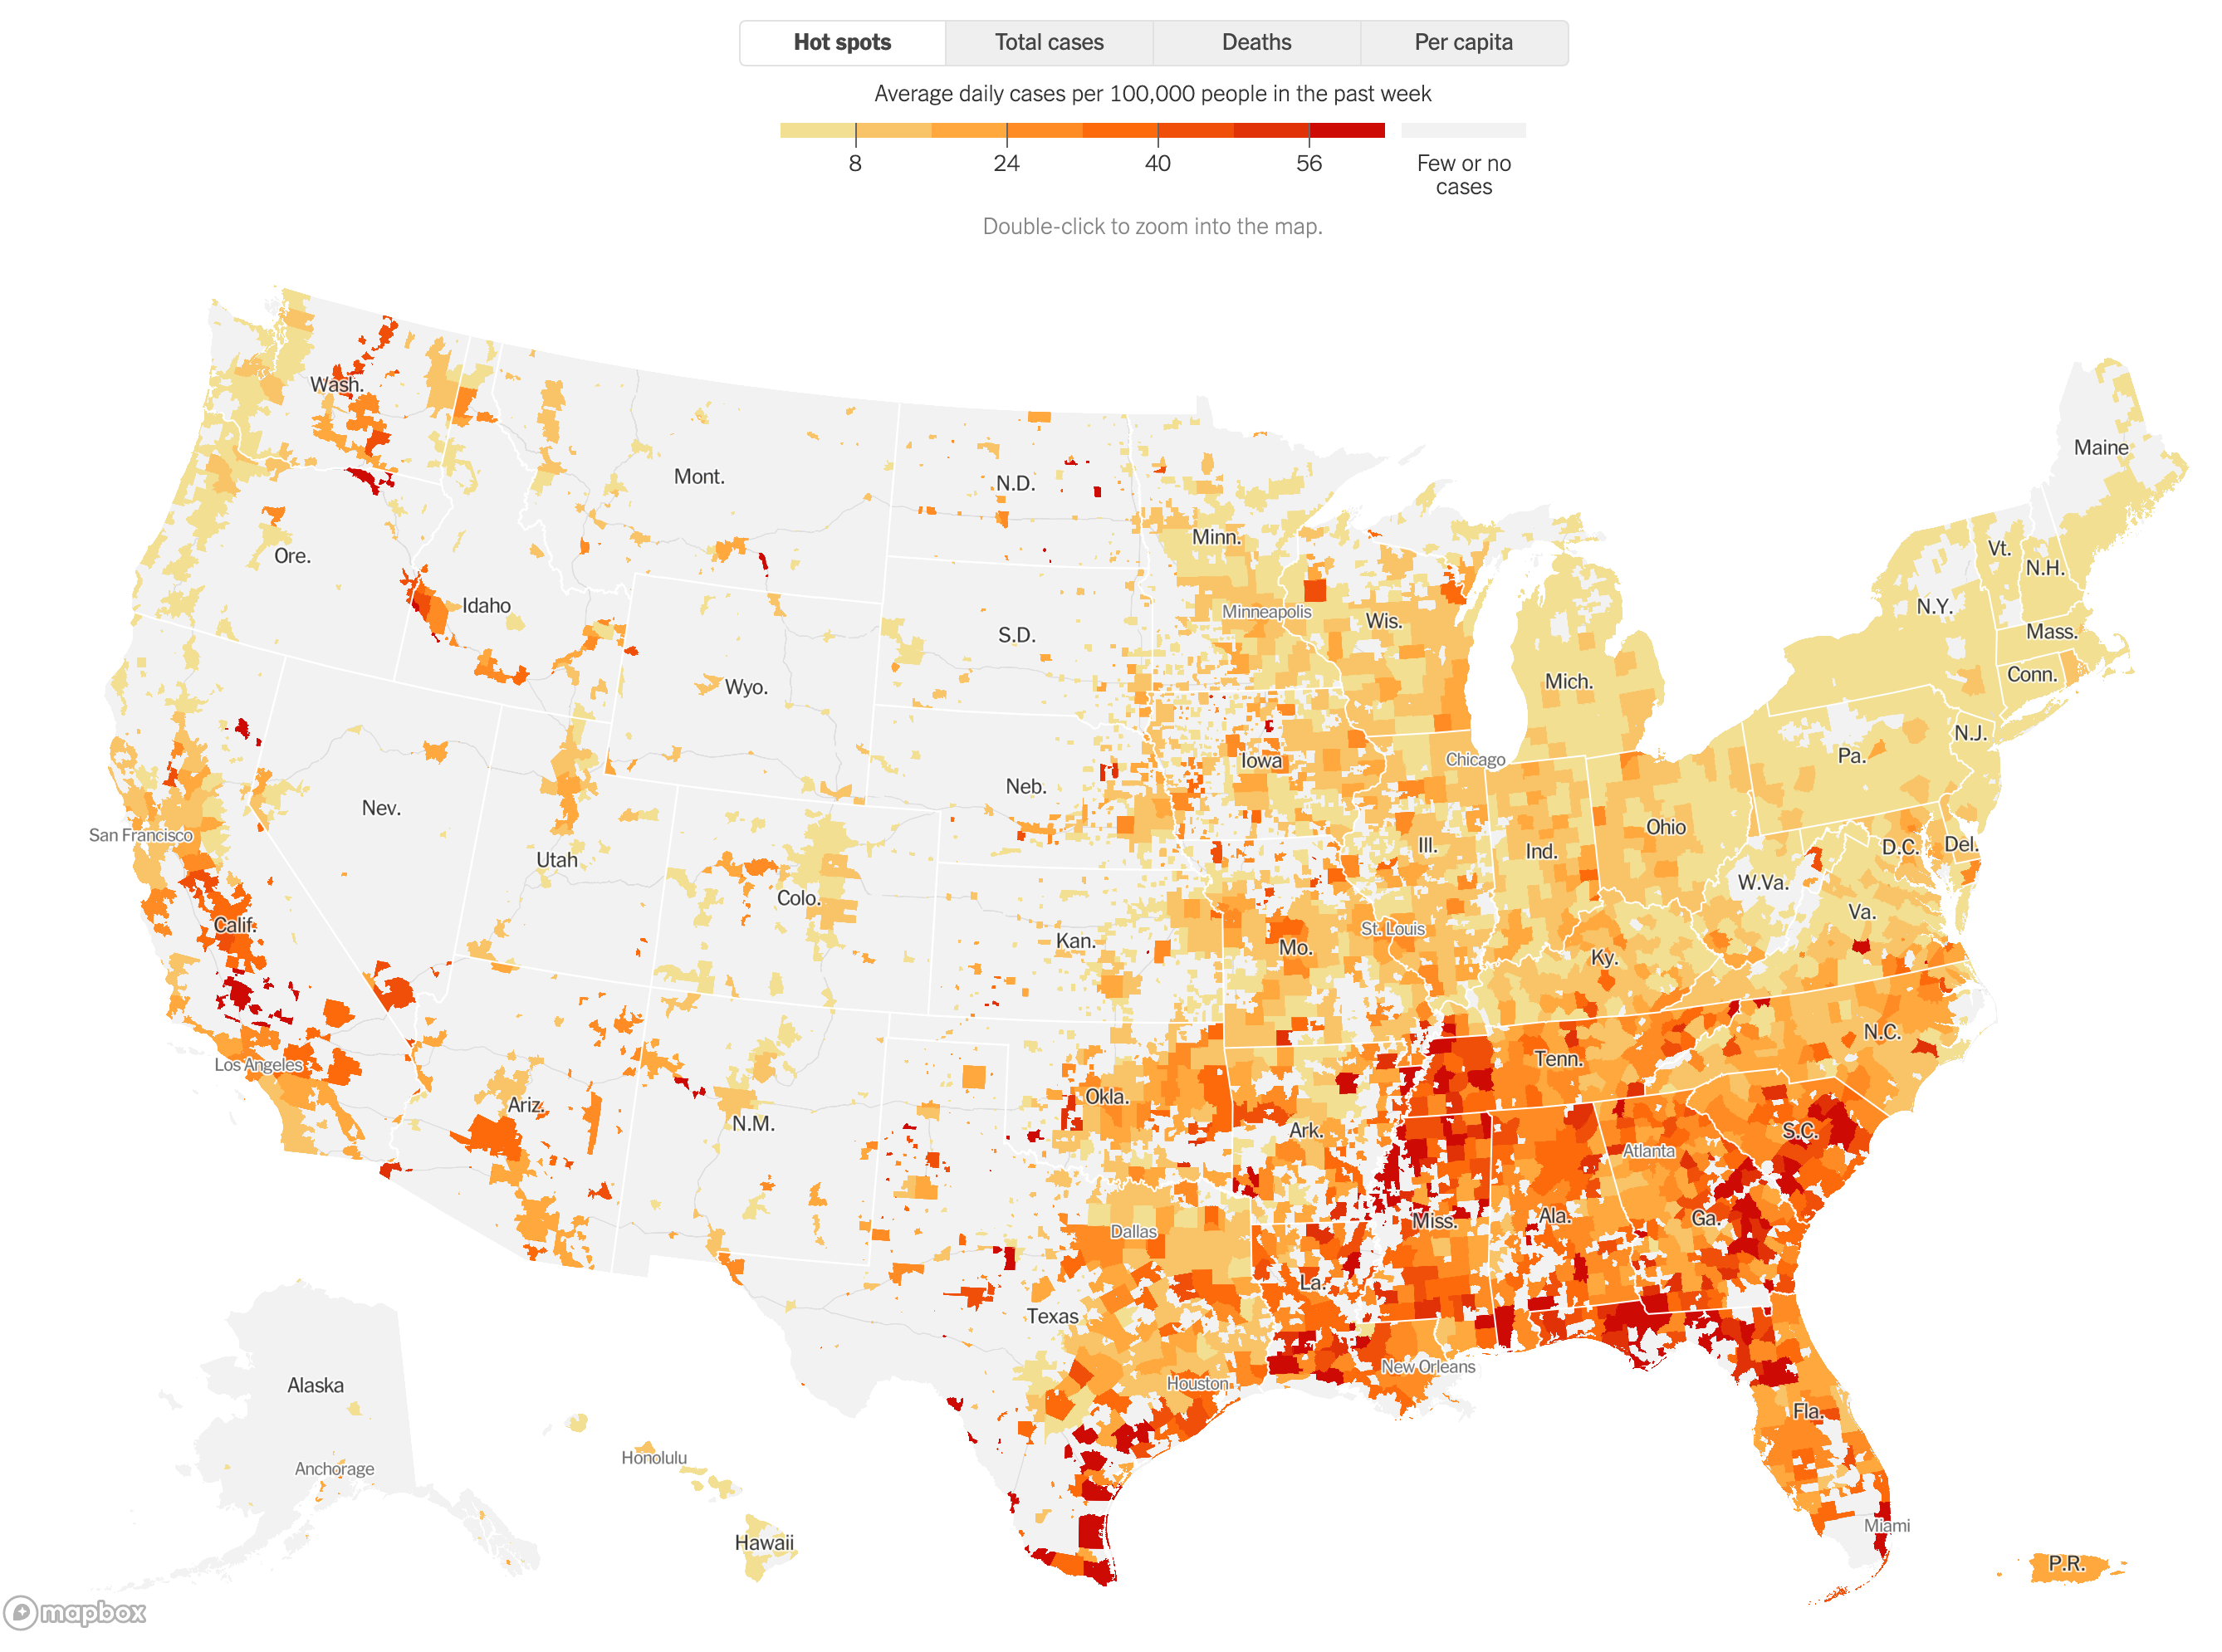 Hot spots
Total cases
Deaths
Per capita
Average daily cases per 100,000 people in the past week
8
24
40
56
Few or no
cases
Double-click to zoom into the map.
Wash.
Maine
Mont.
N.D.
Minn.
Vt.
Ore.
N.H.
Idaho
Minneapolis
N.Y.
Wis.
S.D.
Mass.
Conn.
Mich.
Wyo.
N.J.
Pa.
Chicago
Iowa
Neb.
Nev.
Ohio
San Francisco
Ill.
D.C.
Del.
Ind.
Utah
W.Va.
Colo.
Va.
Calif.
St. Louis
Kan.
Mo.
Ky.
N.C.
Tenn.
Los Angeles
Okla.
Ariz.
N.M.
Ark.
S.C.
Atlanta
Ala.
Ga.
Miss.
Dallas
La.
Texas
New Orleans
Houston
Alaska
Fla.
Honolulu
Anchorage
Miami
Hawaii
P.R.
mapbox